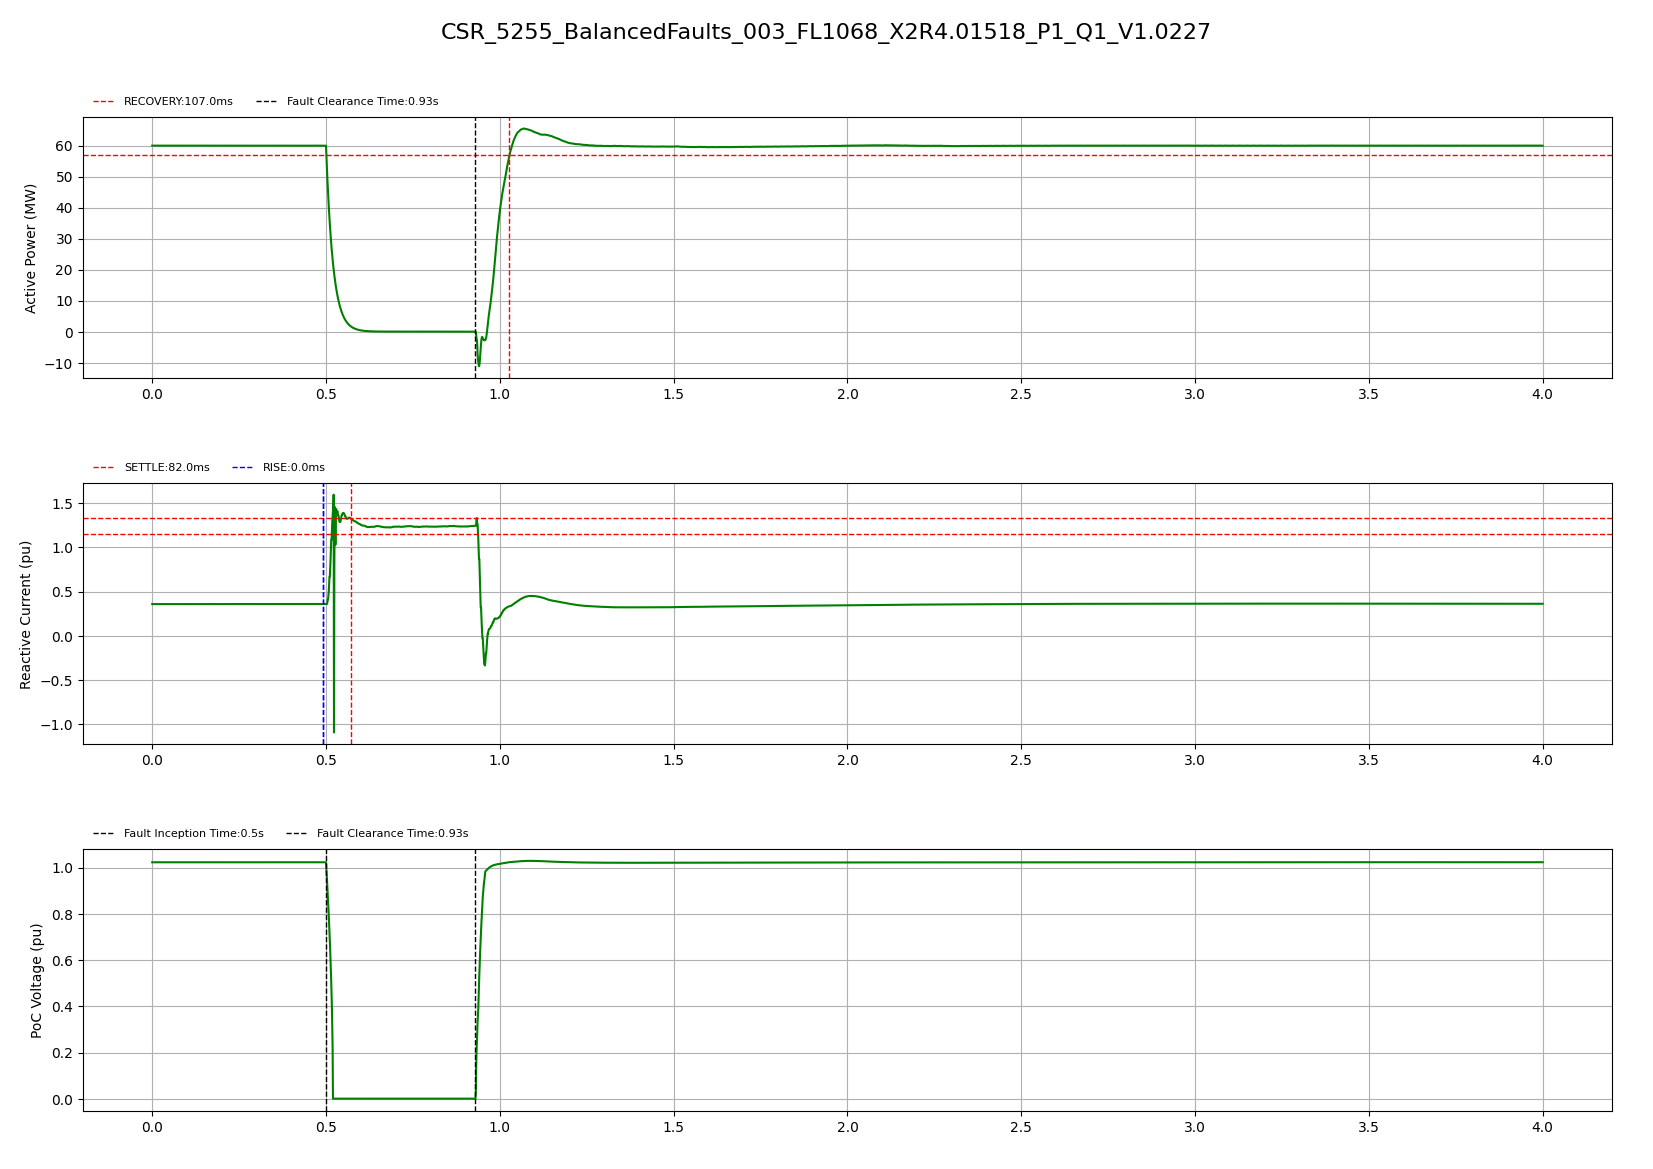 CSR_5255_BalancedFaults_003_FL1068_X2R4.01518_P1_Q1_V1.0227
RECOVERY:107.0ms Fault Clearance Time:0.93s
Active Power (MW)
60
50
40
30
20
10
0
−10
0.0 0.5 1.0 1.5 2.0 2.5 3.0 3.5 4.0
SETTLE:82.0ms RISE:0.0ms
Reactive Current (pu)
1.5
1.0
0.5
0.0
−0.5
−1.0
0.0 0.5 1.0 1.5 2.0 2.5 3.0 3.5 4.0
Fault Inception Time:0.5s Fault Clearance Time:0.93s
PoC Voltage (pu)
1.0
0.8
0.6
0.4
0.2
0.0
0.0 0.5 1.0 1.5 2.0 2.5 3.0 3.5 4.0